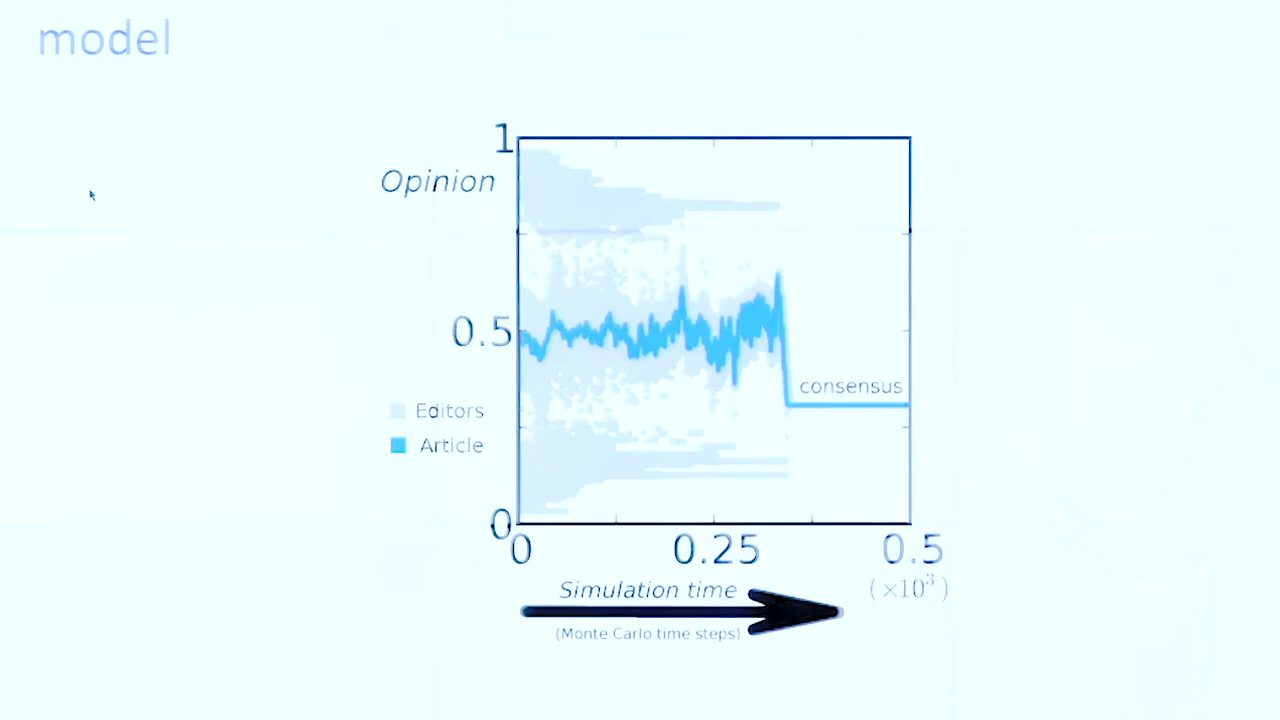 model
1
Opinion
0.5
consensus
Editors
Article
0
0
0.25
0.5
Simulation time
(×10³)
(Monte Carlo time steps)